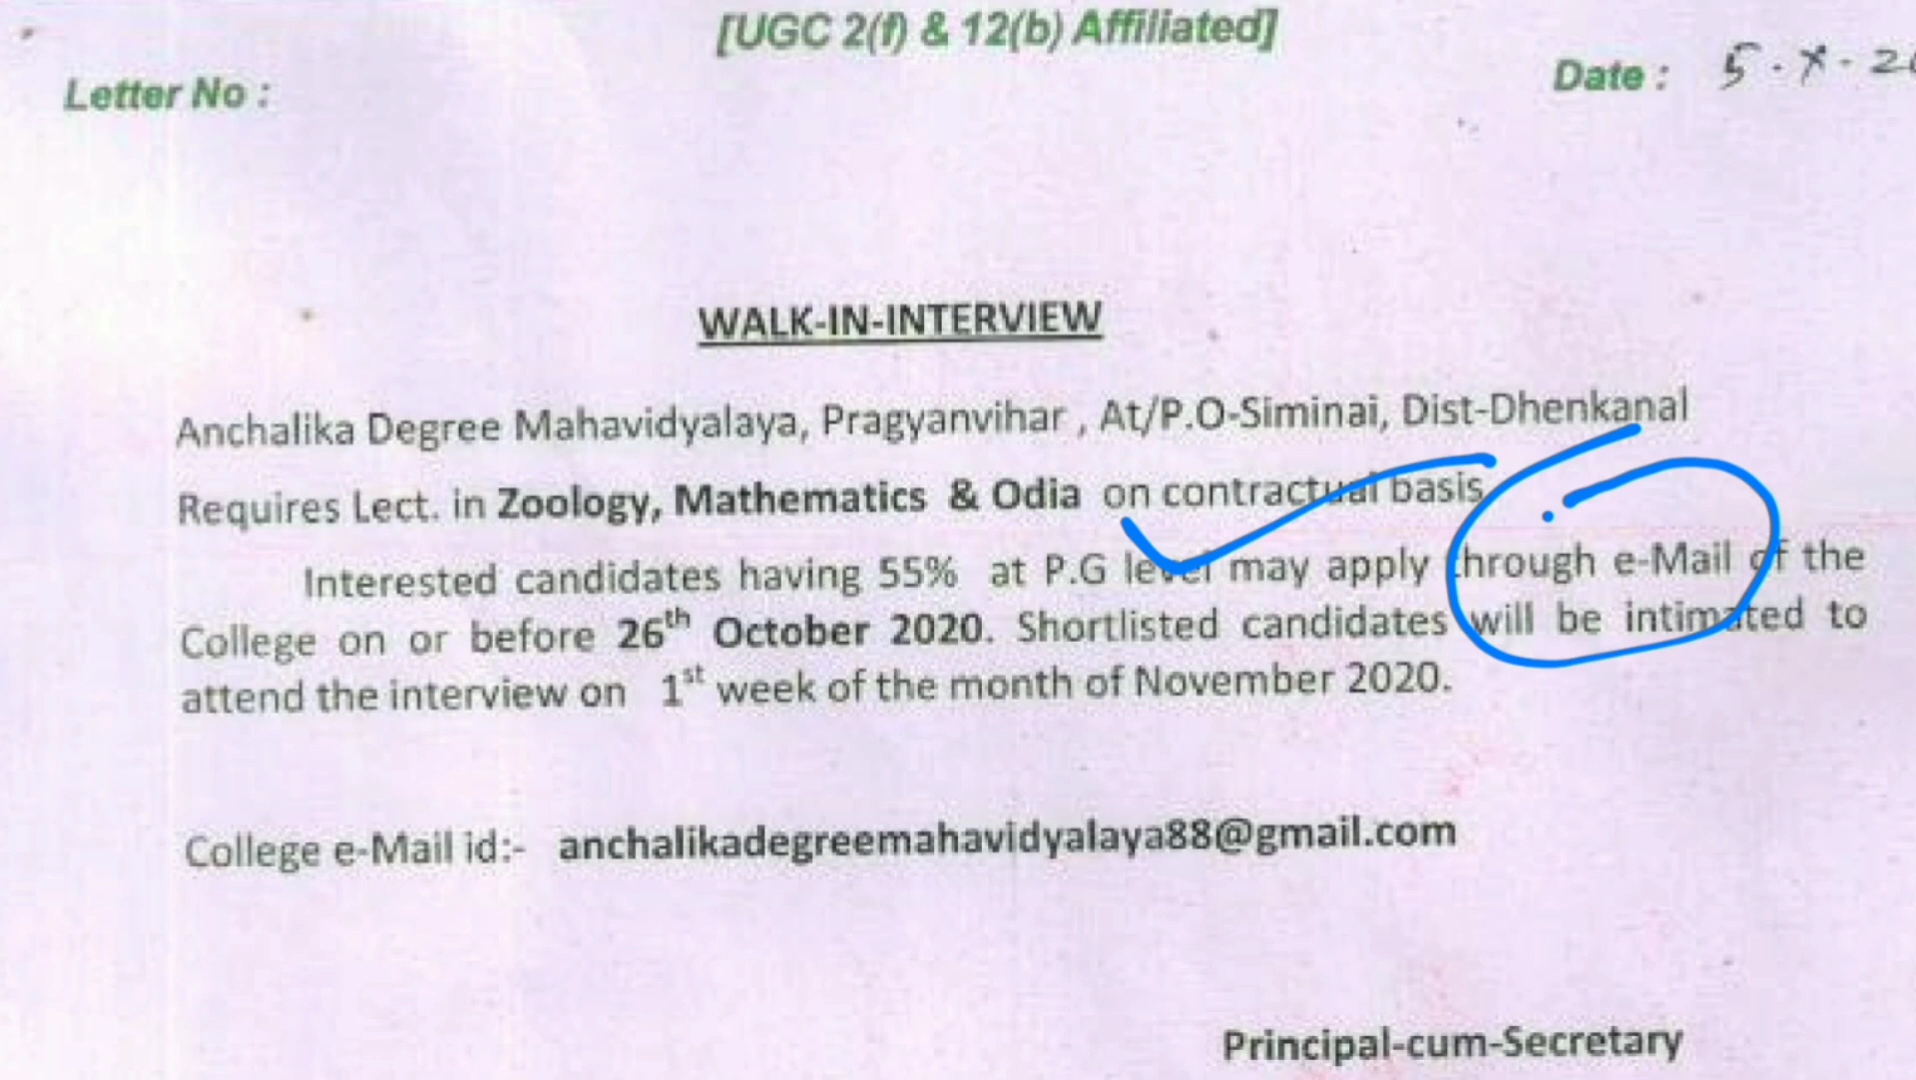 [UGC 2(f) & 12(b) Affiliated]
Letter No :
Date : 5 . X . 20
WALK-IN-INTERVIEW
Anchalika Degree Mahavidyalaya, Pragyanvihar , At/P.O-Siminai, Dist-Dhenkanal
Requires Lect. in Zoology, Mathematics & Odia on contractual basis
Interested candidates having 55% at P.G level may apply through e-Mail of the
College on or before 26th October 2020. Shortlisted candidates will be intimated to
attend the interview on 1st week of the month of November 2020.
College e-Mail id:- anchalikadegreemahavidyalaya88@gmail.com
Principal-cum-Secretary